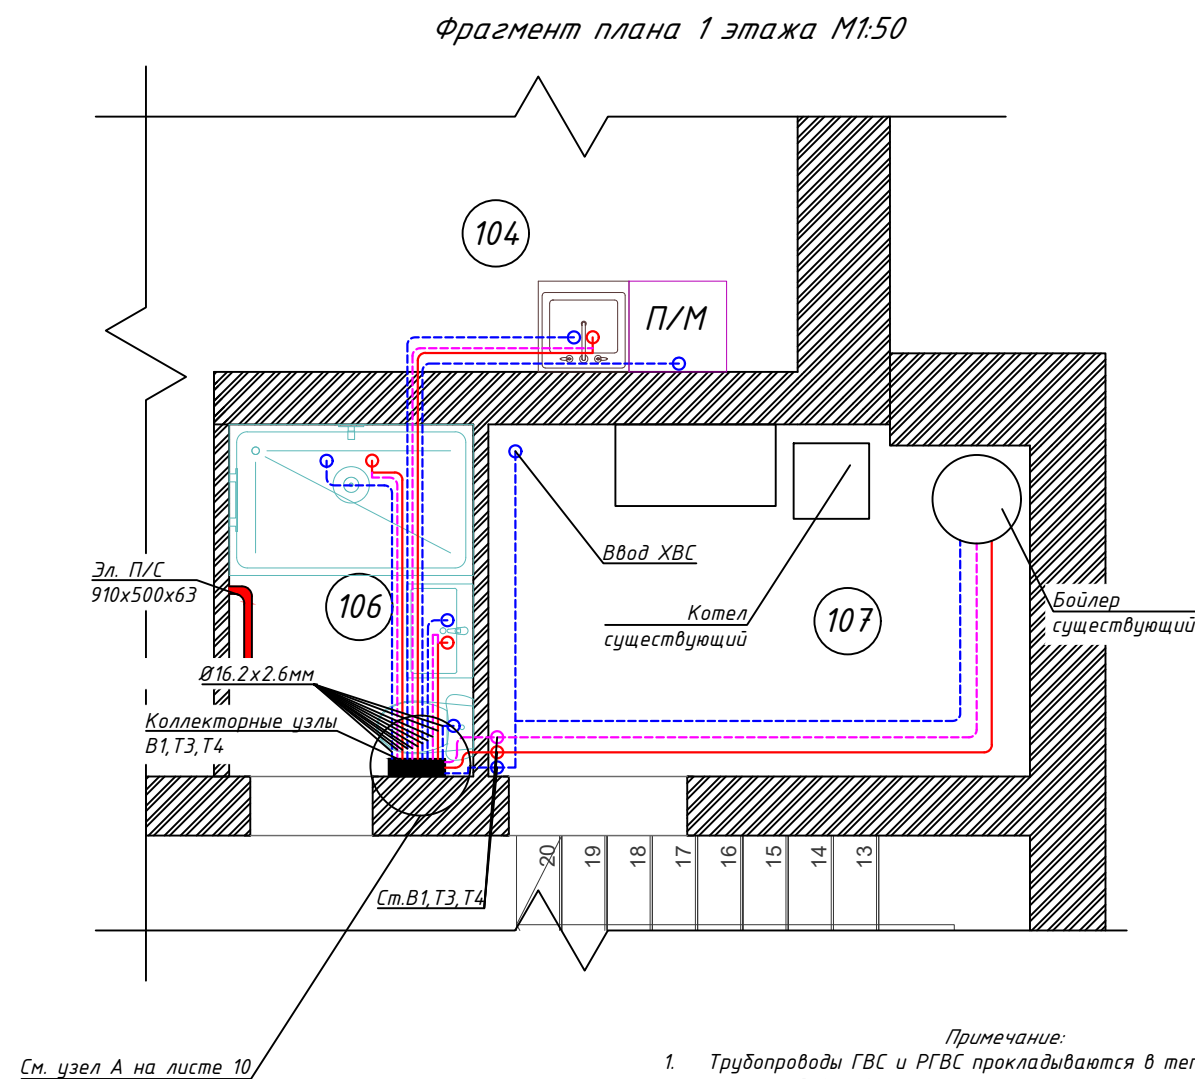 Фрагмент плана 1 этажа М1:50
104
П/М
Ввод ХВС
Эл. П/С
910х500х63
106
Котел
существующий
107
Бойлер
существующий
Ø16.2х2.6мм
Коллекторные узлы
В1,Т3,Т4
20 19 18 17 16 15 14 13
Ст.В1,Т3,Т4
См. узел А на листе 10
Примечание:
1. Трубопроводы ГВС и РГВС прокладываются в